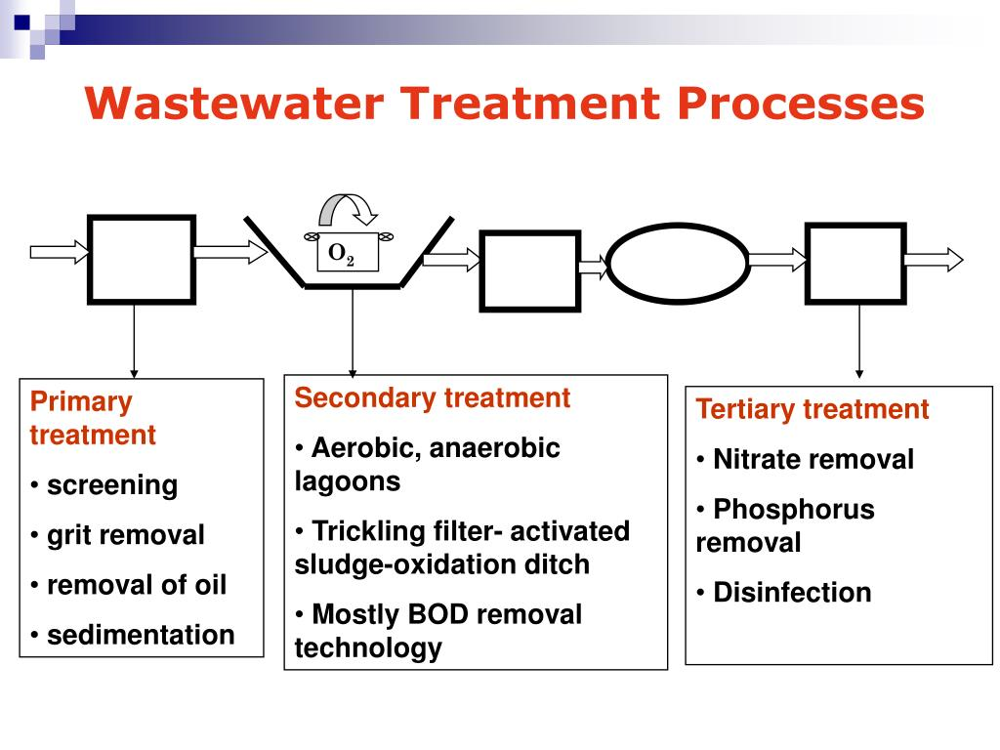 Wastewater Treatment Processes
O2
Primary
treatment
• screening
• grit removal
• removal of oil
• sedimentation
Secondary treatment
• Aerobic, anaerobic
lagoons
• Trickling filter- activated
sludge-oxidation ditch
• Mostly BOD removal
technology
Tertiary treatment
• Nitrate removal
• Phosphorus
removal
• Disinfection